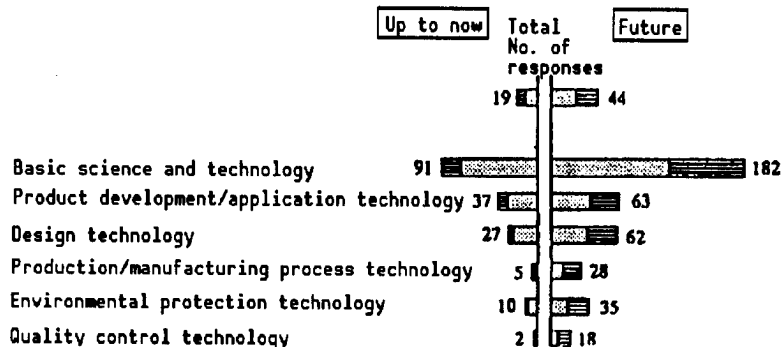 Up to now Total Future
No. of
responses
19 44
Basic science and technology 91 182
Product development/application technology 37 63
Design technology 27 62
Production/manufacturing process technology 5 28
Environmental protection technology 10 35
Quality control technology 2 18